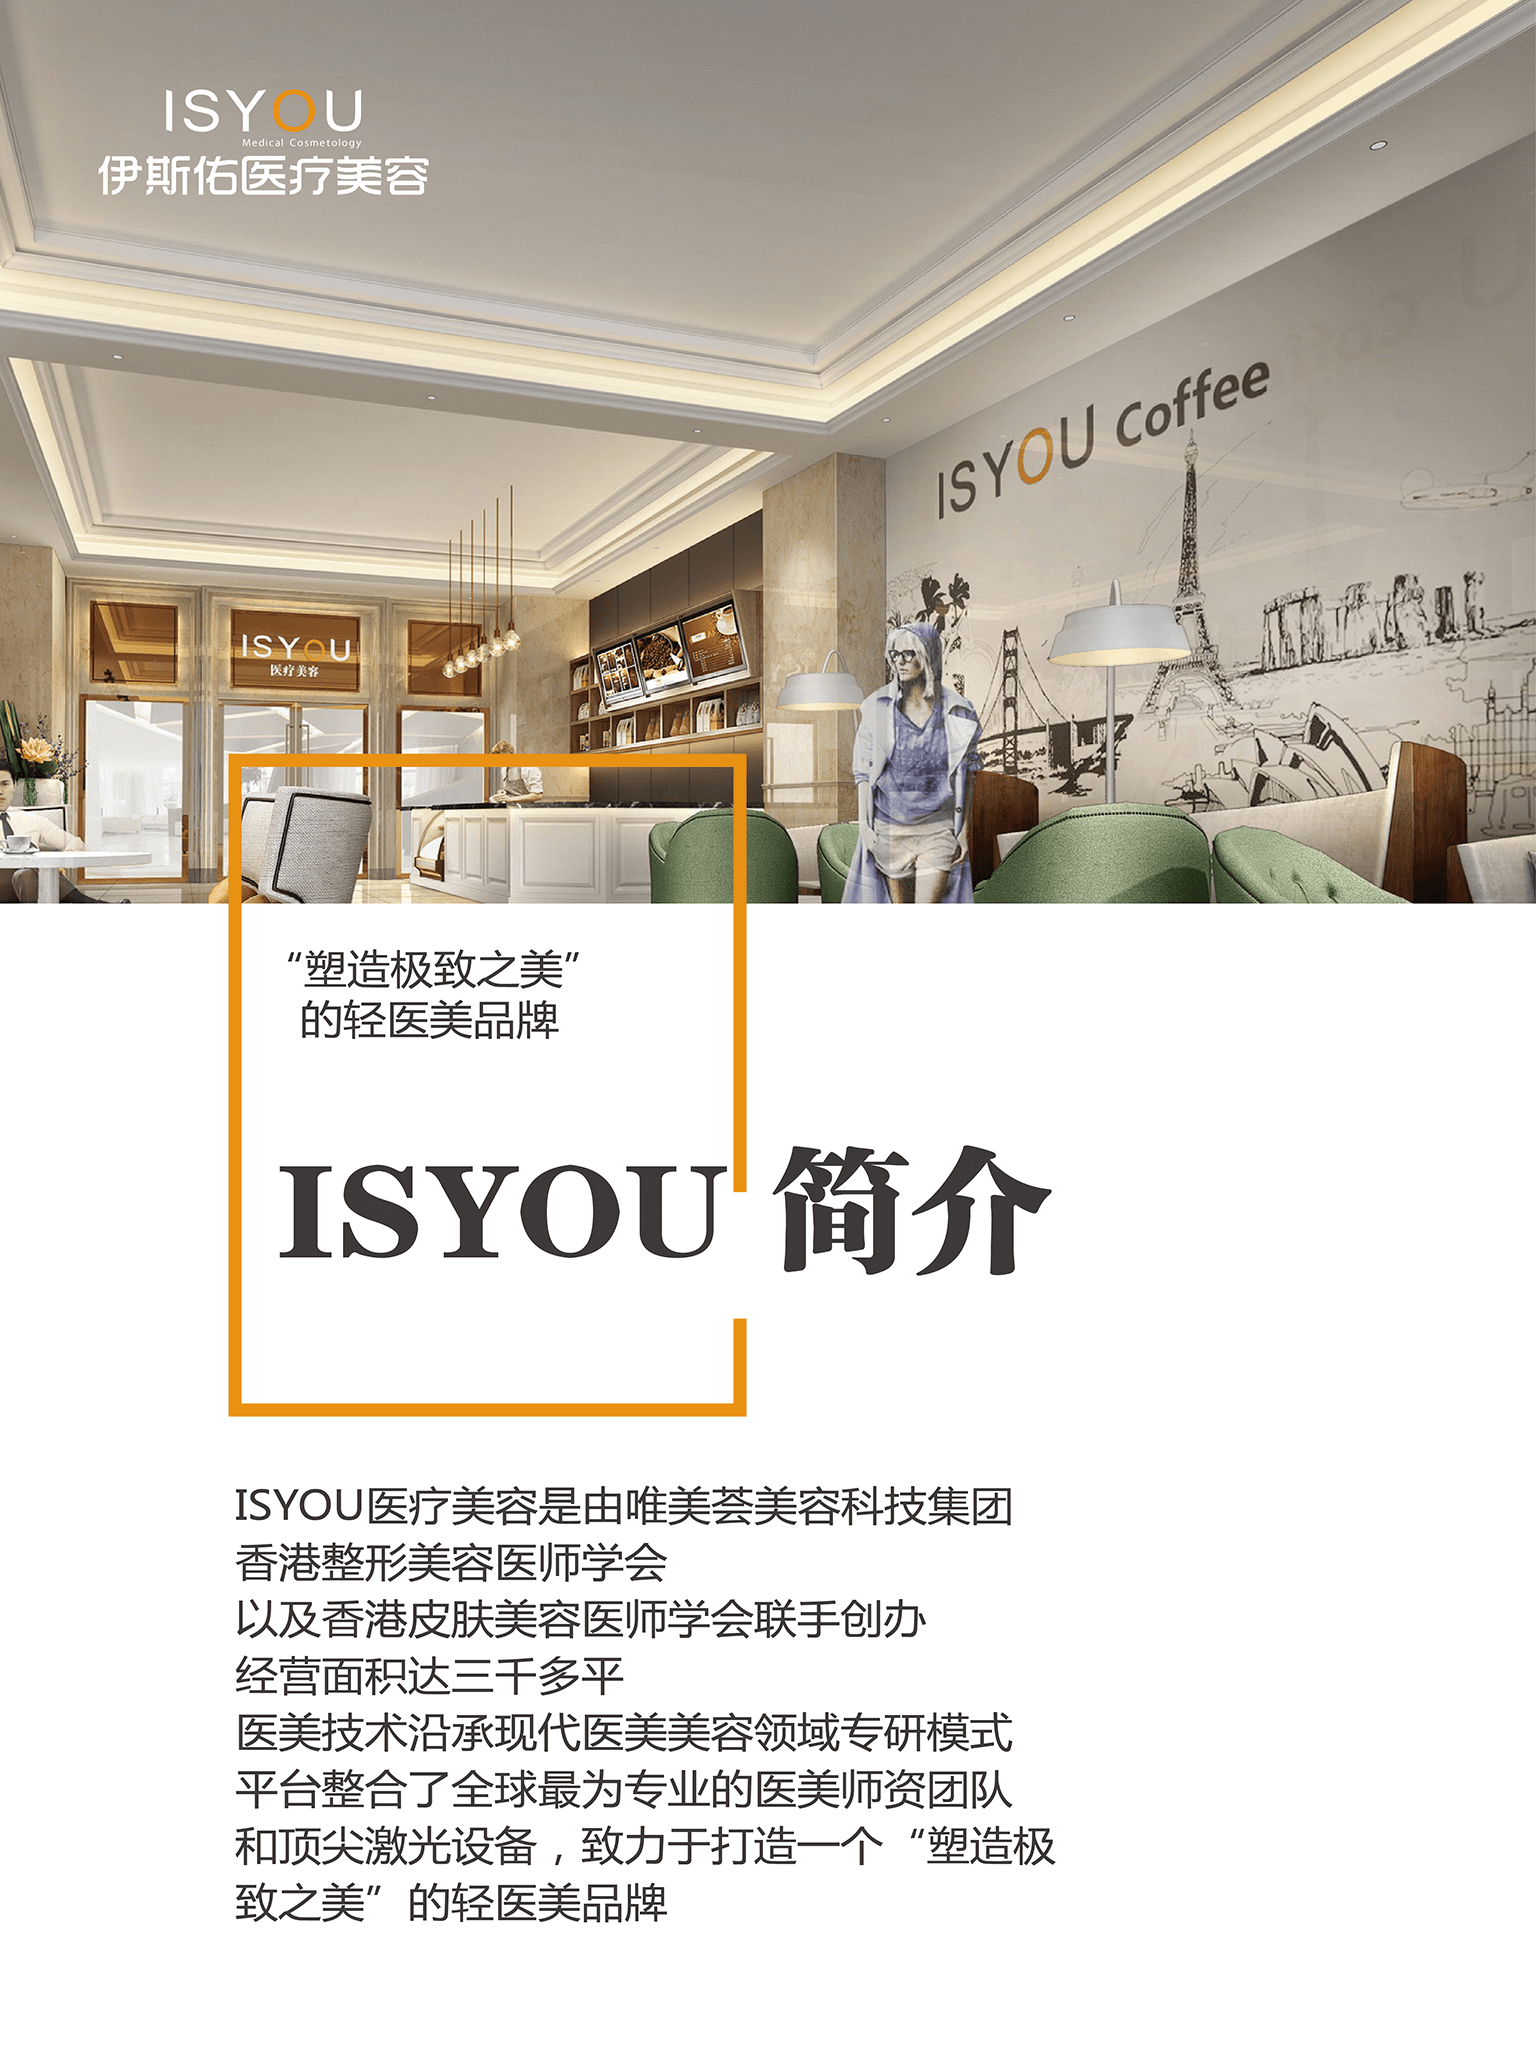 ISYOU
Medical Cosmetology
伊斯佑医疗美容
ISYOU Coffee
ISYOU
医疗美容
“塑造极致之美”
的轻医美品牌
ISYOU 简介
ISYOU医疗美容是由唯美荟美容科技集团
香港整形美容医师学会
以及香港皮肤美容医师学会联手创办
经营面积达三千多平
医美技术沿承现代医美美容领域专研模式
平台整合了全球最为专业的医美师资团队
和顶尖激光设备，致力于打造一个“塑造极
致之美”的轻医美品牌